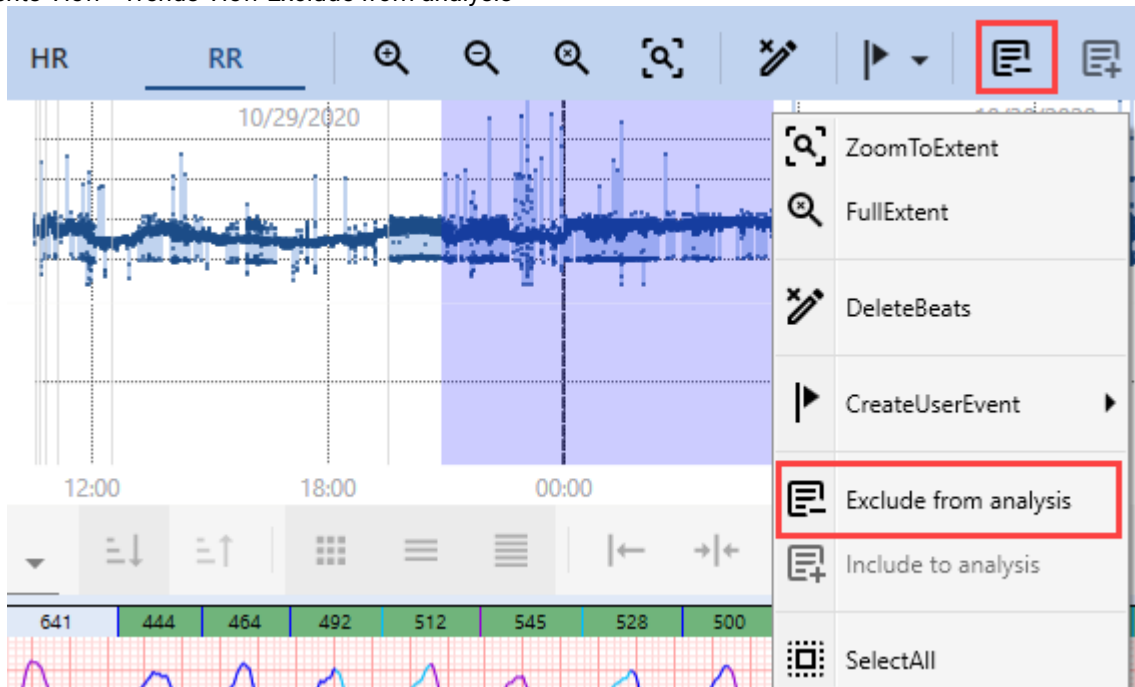 HR RR
10/29/2020
ZoomToExtent
FullExtent
DeleteBeats
CreateUserEvent
Exclude from analysis
Include to analysis
SelectAll
12:00 18:00 00:00
641 444 464 492 512 545 528 500